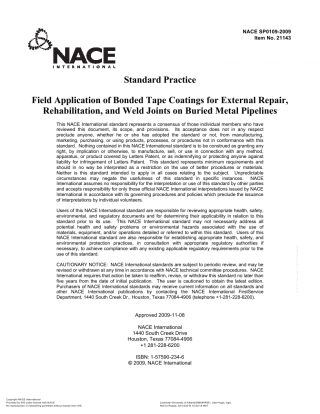 NACE SP0109-2009
Item No. 21143
NACE
INTERNATIONAL
Standard Practice
Field Application of Bonded Tape Coatings for External Repair,
Rehabilitation, and Weld Joints on Buried Metal Pipelines
This NACE International standard represents a consensus of those individual members who have
reviewed this document, its scope, and provisions. Its acceptance does not in any respect
preclude anyone, whether he or she has adopted the standard or not, from manufacturing,
marketing, purchasing, or using products, processes, or procedures not in conformance with this
standard. Nothing contained in this NACE International standard is to be construed as granting any
right, by implication or otherwise, to manufacture, sell, or use in connection with any method,
apparatus, or product covered by Letters Patent, or as indemnifying or protecting anyone against
liability for infringement of Letters Patent. This standard represents minimum requirements and
should in no way be interpreted as a restriction on the use of better procedures or materials.
Neither is this standard intended to apply in all cases relating to the subject. Unpredictable
circumstances may negate the usefulness of this standard in specific instances. NACE
International assumes no responsibility for the interpretation or use of this standard by other parties
and accepts responsibility for only those official NACE International interpretations issued by NACE
International in accordance with its governing procedures and policies which preclude the issuance
of interpretations by individual volunteers.
Users of this NACE International standard are responsible for reviewing appropriate health, safety,
environmental, and regulatory documents and for determining their applicability in relation to this
standard prior to its use. This NACE International standard may not necessarily address all
potential health and safety problems or environmental hazards associated with the use of
materials, equipment, and/or operations detailed or referred to within this standard. Users of this
NACE International standard are also responsible for establishing appropriate health, safety, and
environmental protection practices, in consultation with appropriate regulatory authorities if
necessary, to achieve compliance with any existing applicable regulatory requirements prior to the
use of this standard.
CAUTIONARY NOTICE: NACE International standards are subject to periodic review, and may be
revised or withdrawn at any time in accordance with NACE technical committee procedures. NACE
International requires that action be taken to reaffirm, revise, or withdraw this standard no later than
five years from the date of initial publication. The user is cautioned to obtain the latest edition.
Purchasers of NACE International standards may receive current information on all standards and
other NACE International publications by contacting the NACE International FirstService
Department, 1440 South Creek Dr., Houston, Texas 77084-4906 (telephone +1-281-228-6200).
Approved 2009-11-08
NACE International
1440 South Creek Drive
Houston, Texas 77084-4906
+1 281-228-6200
ISBN: 1-57590-234-6
© 2009, NACE International
Copyright NACE International